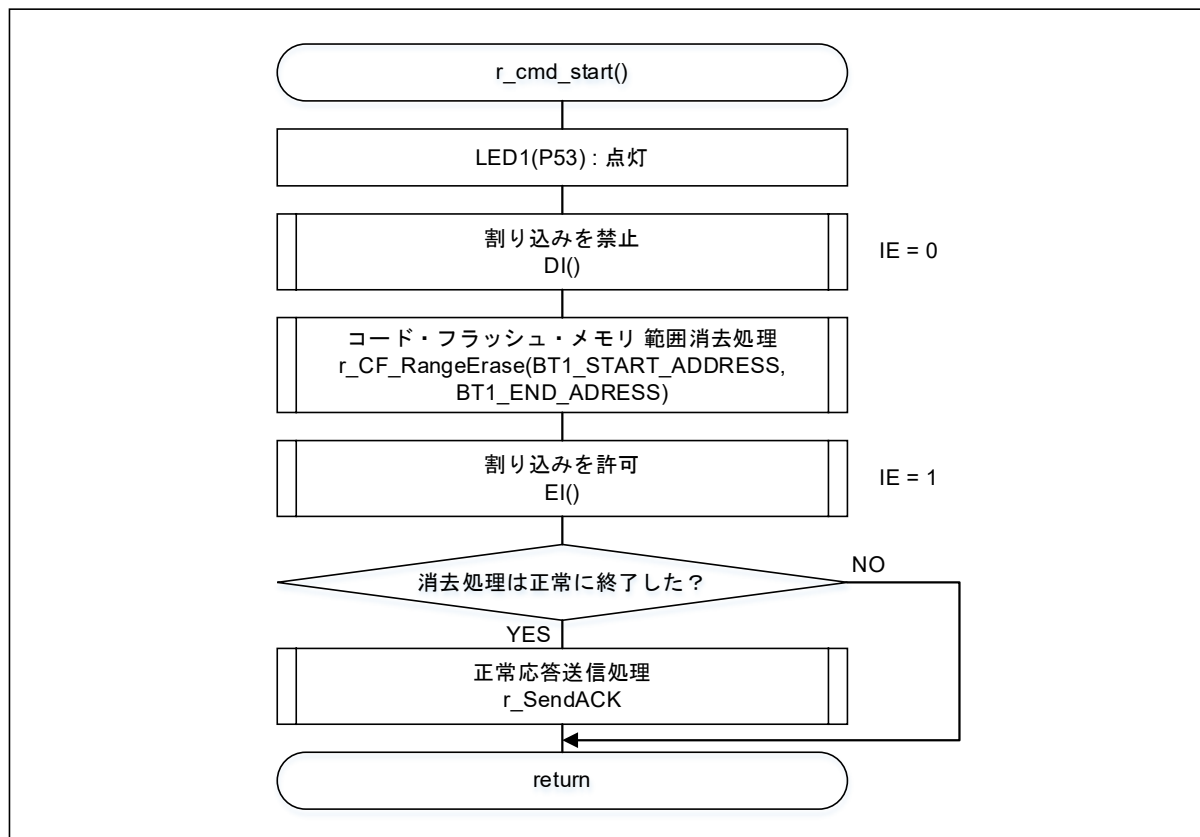 r_cmd_start()
LED1(P53) : 点灯
割り込みを禁止
DI()
IE = 0
コード・フラッシュ・メモリ 範囲消去処理
r_CF_RangeErase(BT1_START_ADDRESS,
BT1_END_ADRESS)
割り込みを許可
EI()
IE = 1
消去処理は正常に終了した？
NO
YES
正常応答送信処理
r_SendACK
return